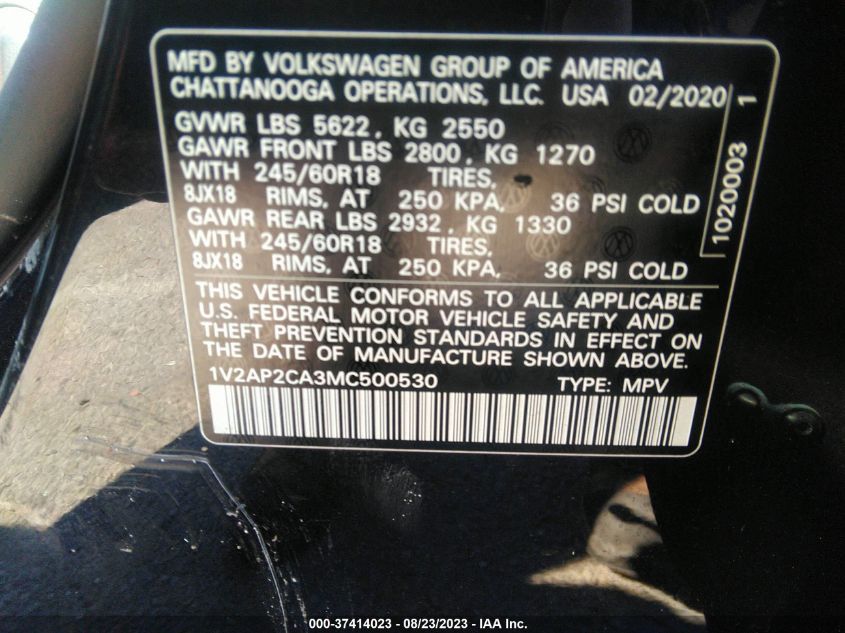 MFD BY VOLKSWAGEN GROUP OF AMERICA
CHATTANOOGA OPERATIONS, LLC. USA 02/2020
GVWR LBS 5622, KG 2550
GAWR FRONT LBS 2800, KG 1270
WITH 245/60R18 TIRES,
8JX18 RIMS, AT 250 KPA, 36 PSI COLD
GAWR REAR LBS 2932, KG 1330
WITH 245/60R18 TIRES,
8JX18 RIMS, AT 250 KPA, 36 PSI COLD
1020003 1
THIS VEHICLE CONFORMS TO ALL APPLICABLE
U.S. FEDERAL MOTOR VEHICLE SAFETY AND
THEFT PREVENTION STANDARDS IN EFFECT ON
THE DATE OF MANUFACTURE SHOWN ABOVE.
1V2AP2CA3MC500530 TYPE: MPV
000-37414023 - 08/23/2023 - IAA Inc.